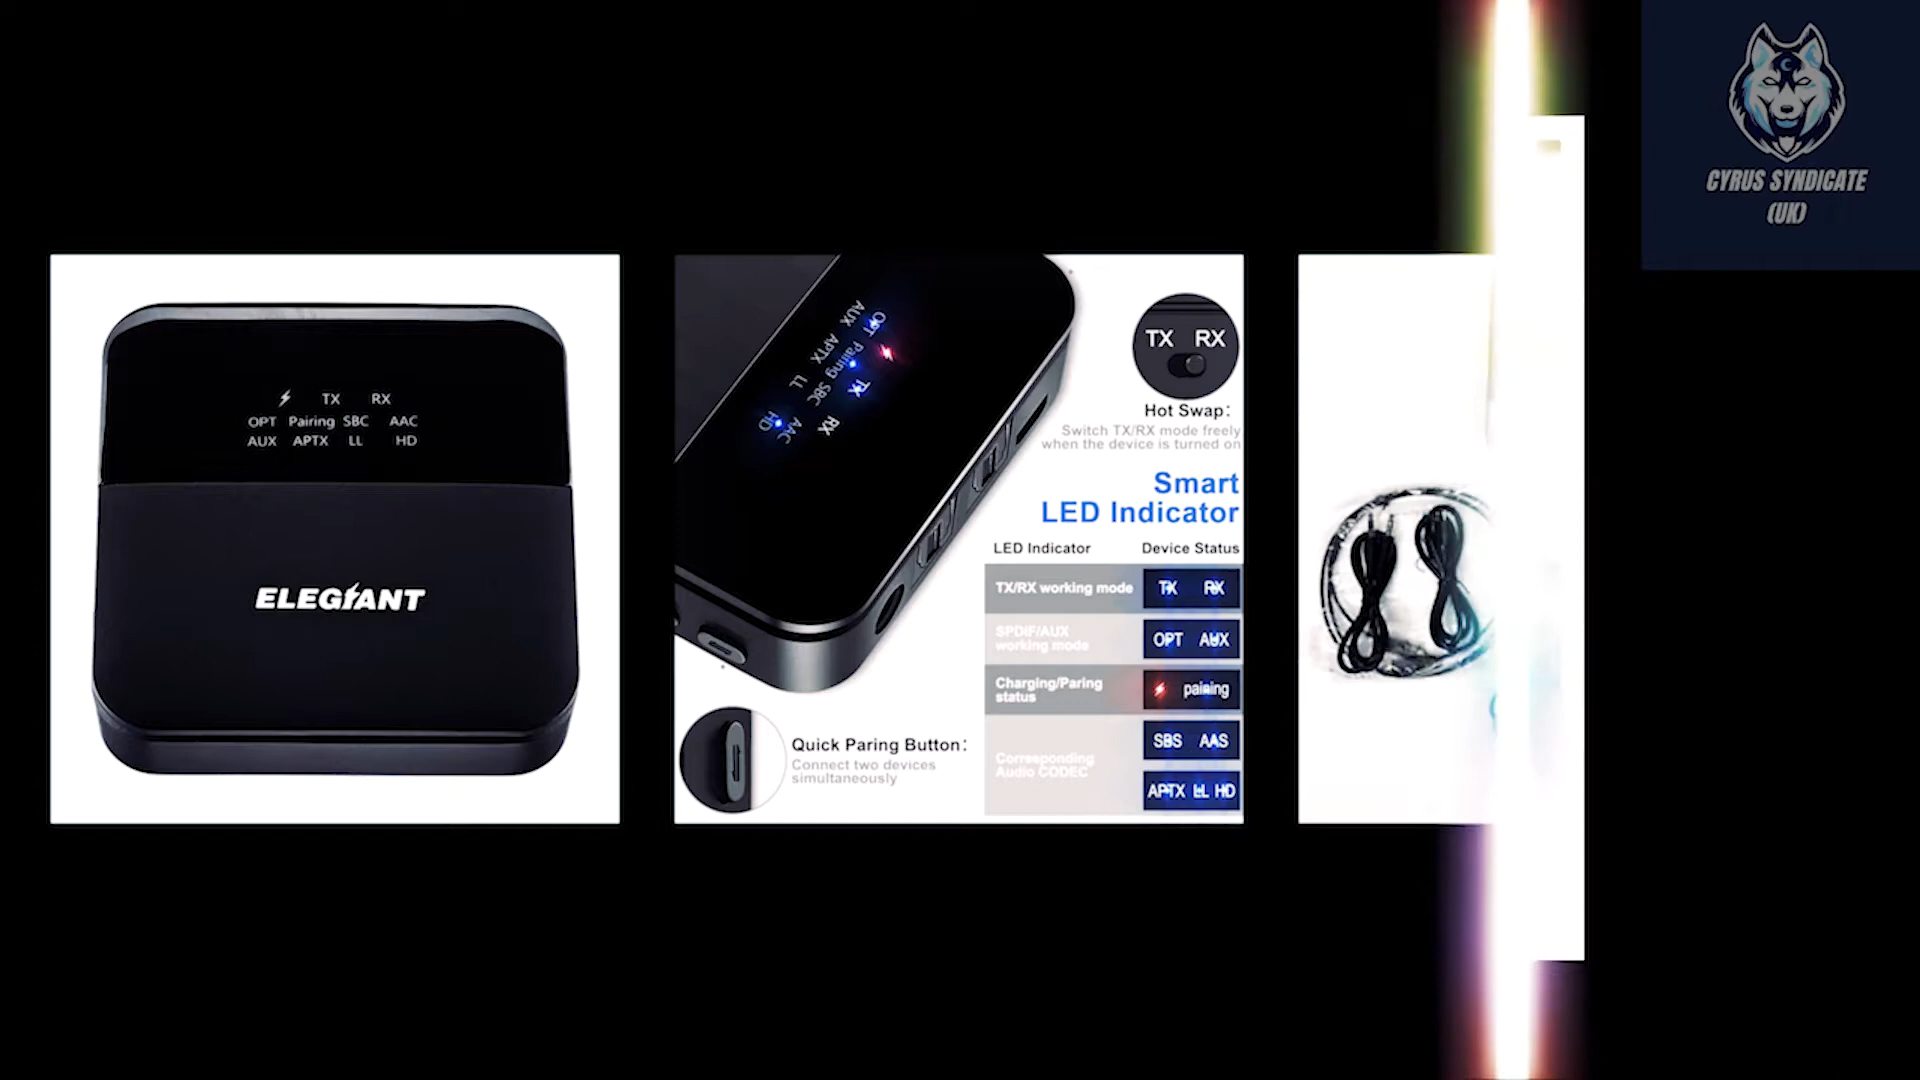 CYRUS SYNDICATE
(UK)
TX RX
OPT Pairing SBC AAC
AUX APTX LL HD
ELEGIANT
AUX APTX LL HD
OPT Pairing SBC AAC
TX RX
TX RX
Hot Swap:
Switch TX/RX mode freely
when the device is turned on
Smart
LED Indicator
LED Indicator Device Status
TX/RX working mode TX RX
SPDIF/AUX
working mode
OPT AUX
Charging/Paring
status
pairing
SBS AAS
Corresponding
Audio CODEC
APTX LL HD
Quick Paring Button:
Connect two devices
simultaneously